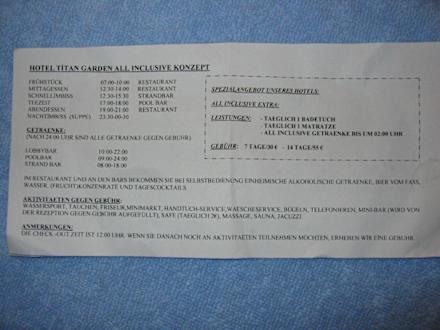 HOTEL TİTAN GARDEN ALL INCLUSIVE KONZEPT
FRÜHSTÜCK 07:00-10:00 RESTAURANT
MITTAGESSEN 12:30-14:00 RESTAURANT
SCHNELLIMBISS 12:30-15:30 STRANDBAR
TEEZEIT 17:00-18:00 POOL BAR
ABENDESSEN 19:00-21:00 RESTAURANT
NACHTIMBISS (SUPPE) 23:30-00:30
SPEZIALANGEBOT UNSERES HOTELS:
ALL INCLUSIVE EXTRA:
LEISTUNGEN: - TAEGLICH 1 BADETUCH
- TAEGLICH 1 MATRATZE
- ALL INCLUSIVE GETRAENKE BIS UM 02:00 UHR
GEBÜHR: 7 TAGE/30 € - 14 TAGE/55 €
GETRAENKE:
(NACH 24:00 UHR SIND ALLE GETRAENKE GEGEN GEBÜHR)
LOBBYBAR 10:00-22:00
POOLBAR 09:00-24:00
STRAND BAR 08:00-18:00
IM RESTAURANT UND AN DEN BARS BEKOMMEN SIE BEI SELBSTBEDIENUNG EINHEIMISCHE ALKOHOLISCHE GETRAENKE, BIER VOM FASS,
WASSER, (FRUCHT)KONZENRATE UND TAGESCOCKTAILS
AKTIVITAETEN GEGEN GEBÜHR:
WASSERSPORT, TAUCHEN, FRISEUR,MINIMARKT, HANDTUCH-SERVICE,WAESCHESERVICE, BÜGELN, TELEFONIEREN, MINI-BAR (WIRD VON
DER REZEPTION GEGEN GEBÜHR AUFGEFÜLLT), SAFE (TAEGLICH 2€), MASSAGE, SAUNA, JACUZZI
ANMERKUNGEN:
DIE CHECK -OUT ZEIT IST 12:00 UHR. WENN SIE DANACH NOCH AN AKTIVITAETEN TEILNEHMEN MÖCHTEN, ERHEBEN WIR EINE GEBUHR.